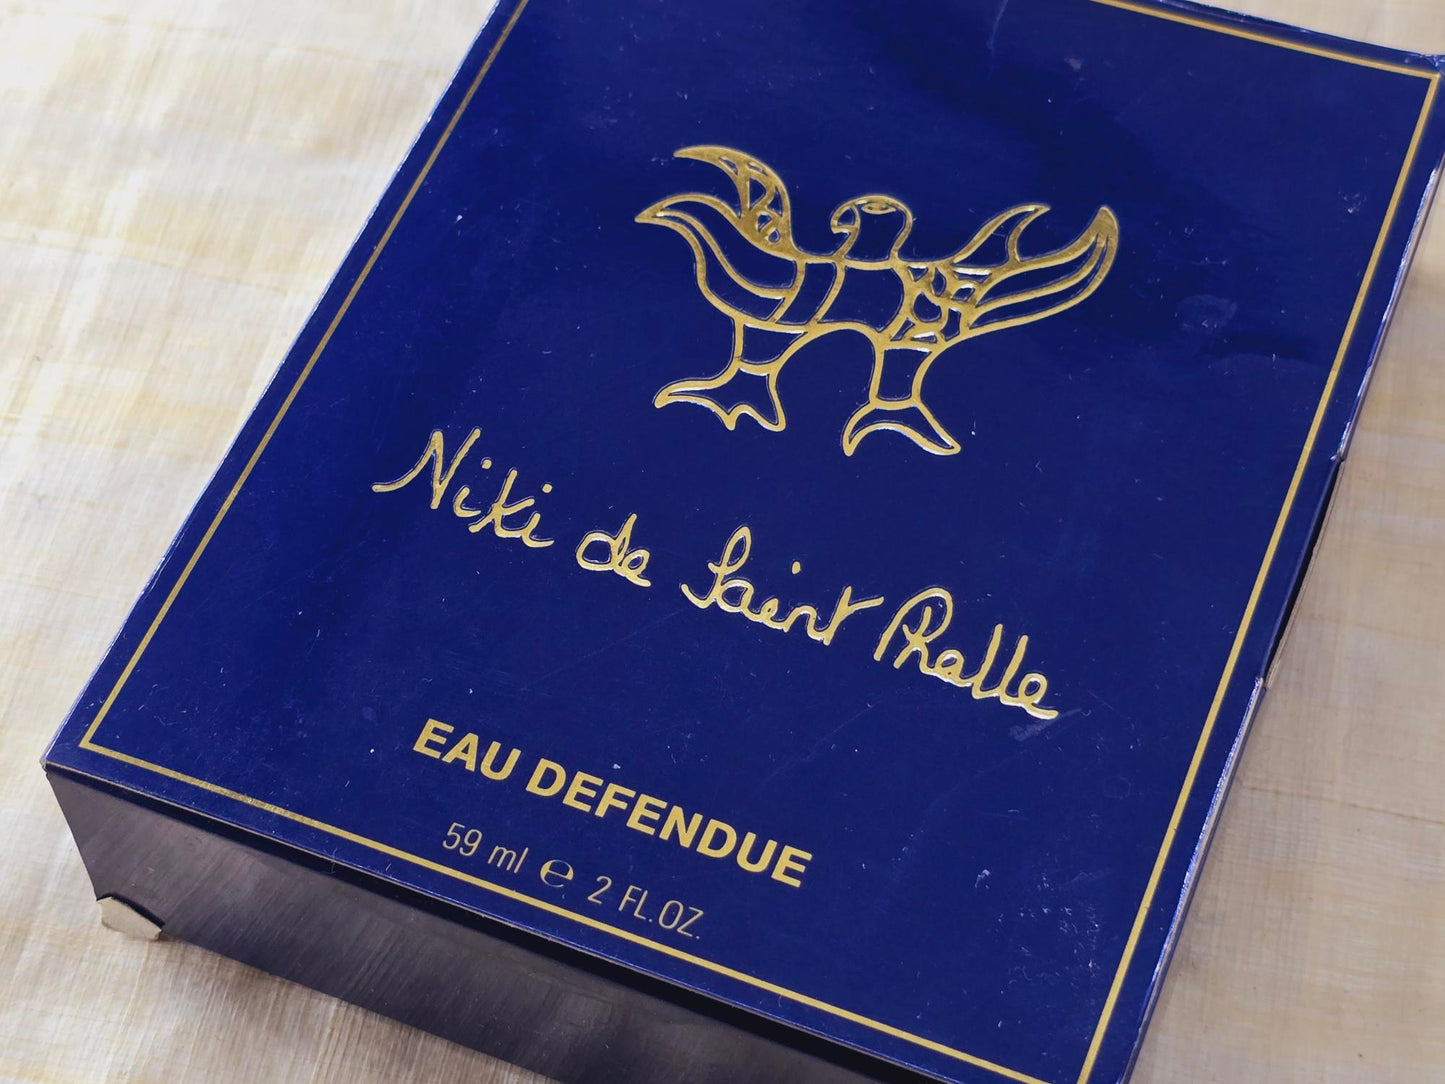 Niki de Saint Phalle
EAU DEFENDUE
59 ml ℮ 2 FL.OZ.